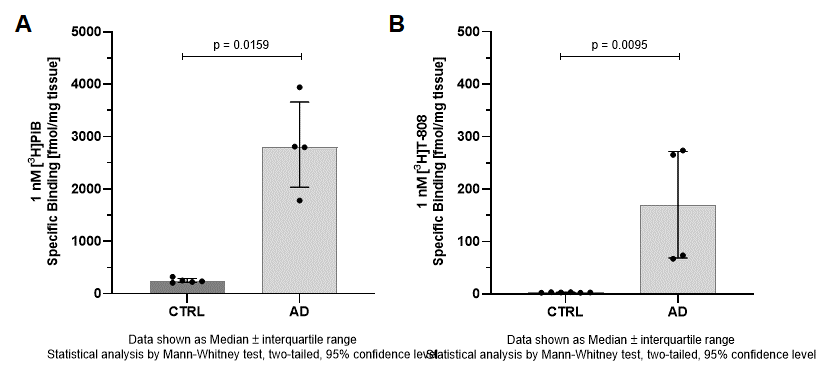 A
p = 0.0159
5000
4000
3000
2000
1000
0
1 nM [³H]PIB
Specific Binding [fmol/mg tissue]
CTRL
AD
Data shown as Median ± interquartile range
Statistical analysis by Mann-Whitney test, two-tailed, 95% confidence level
B
p = 0.0095
500
400
300
200
100
0
1 nM [³H]T-808
Specific Binding [fmol/mg tissue]
CTRL
AD
Data shown as Median ± interquartile range
Statistical analysis by Mann-Whitney test, two-tailed, 95% confidence level